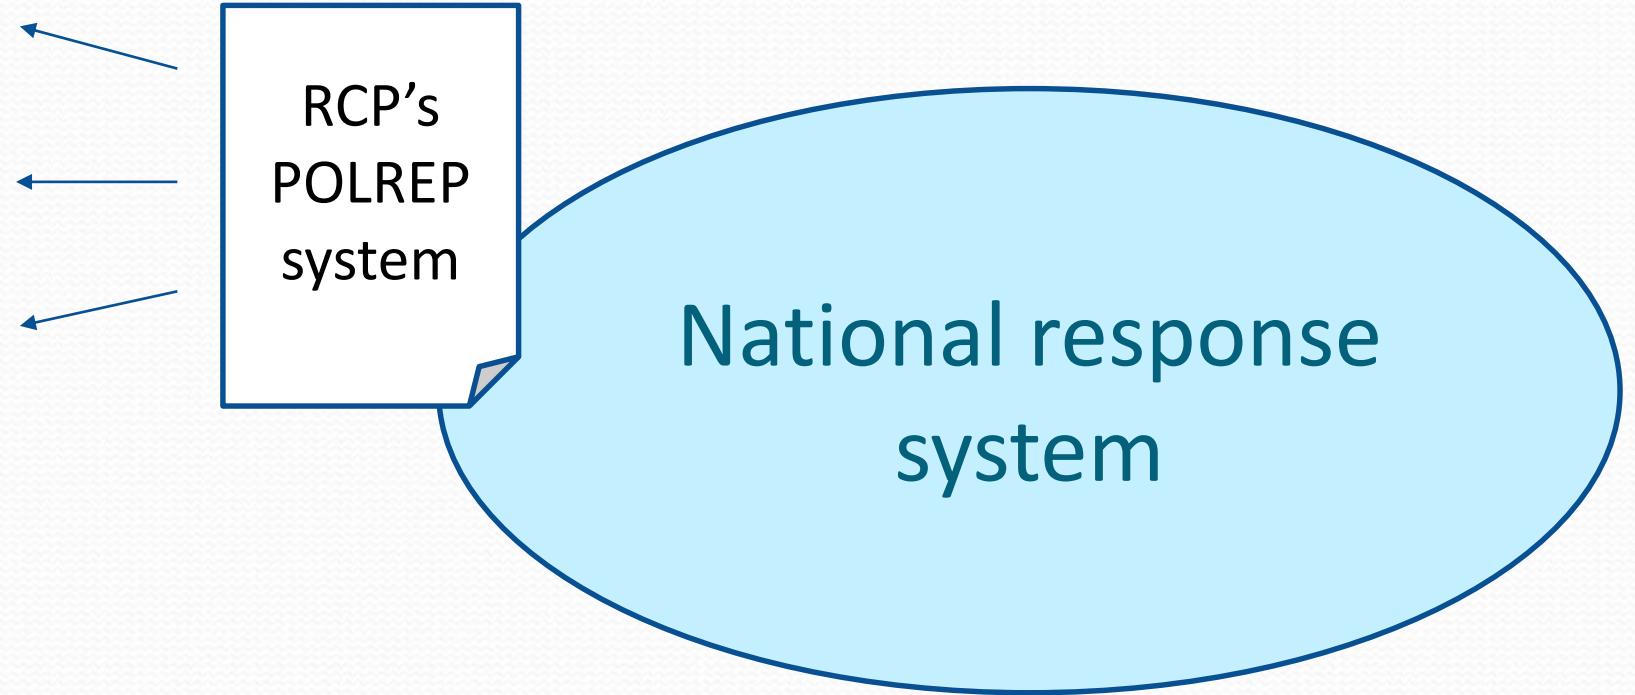 RCP’s
POLREP
system
National response
system